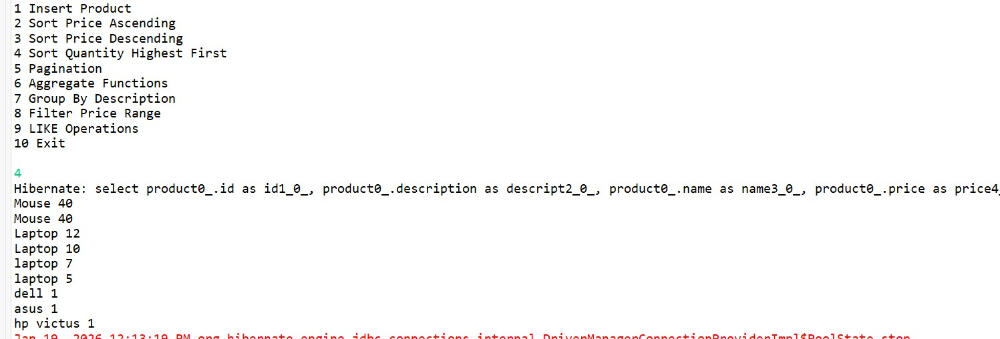 1 Insert Product
2 Sort Price Ascending
3 Sort Price Descending
4 Sort Quantity Highest First
5 Pagination
6 Aggregate Functions
7 Group By Description
8 Filter Price Range
9 LIKE Operations
10 Exit
4
Hibernate: select product0_.id as id1_0_, product0_.description as descript2_0_, product0_.name as name3_0_, product0_.price as price4_
Mouse 40
Mouse 40
Laptop 12
Laptop 10
laptop 7
laptop 5
dell 1
asus 1
hp victus 1
Jan 19, 2026 12:13:19 PM org.hibernate.engine.jdbc.connections.internal.DriverManagerConnectionProviderImpl$PoolState stop